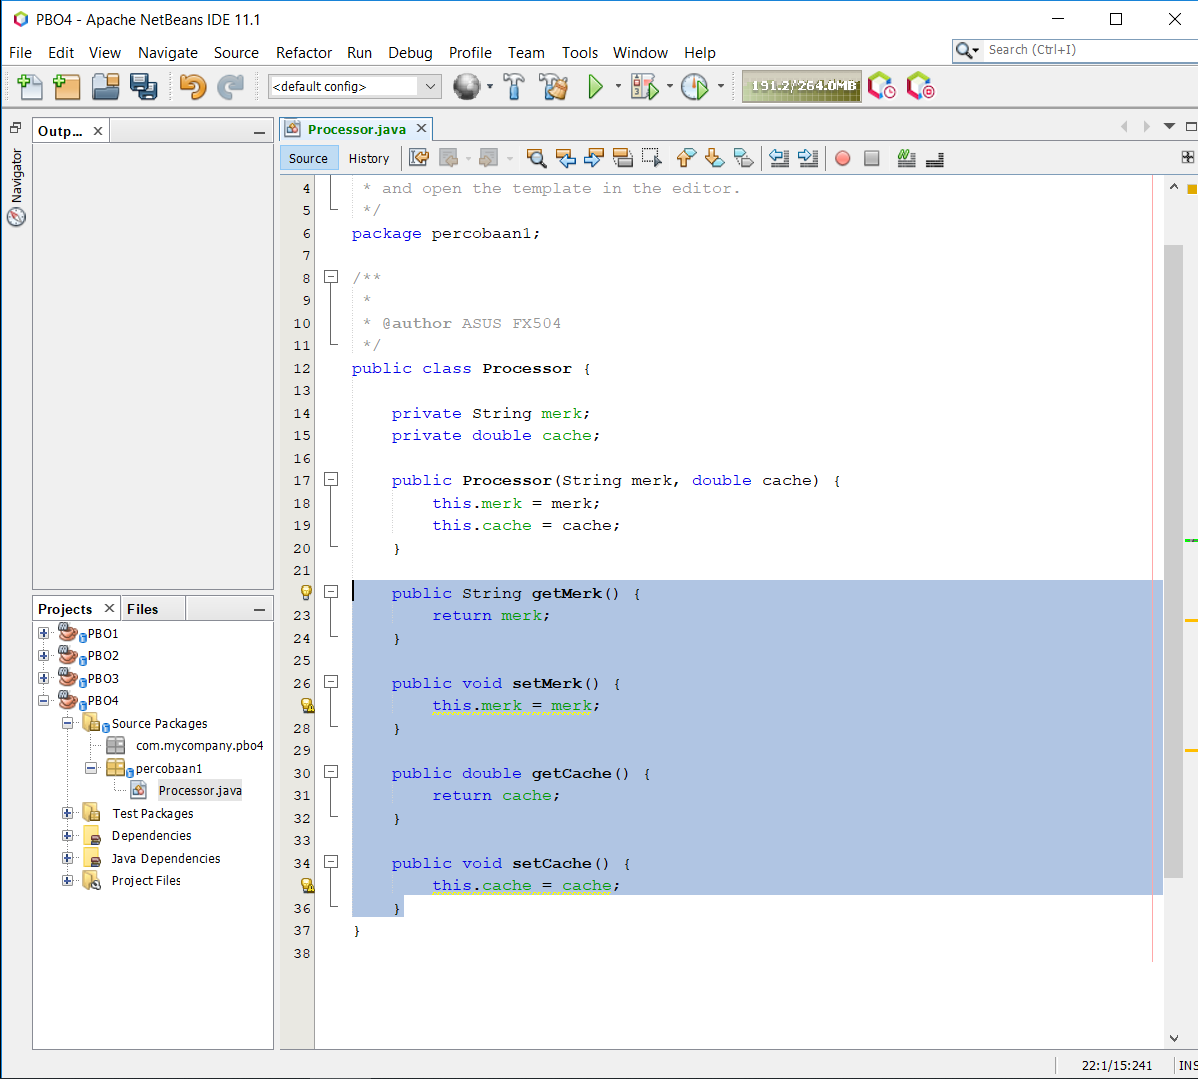 PBO4 - Apache NetBeans IDE 11.1
File Edit View Navigate Source Refactor Run Debug Profile Team Tools Window Help
Search (Ctrl+I)
<default config>
191.2/264.0MB
Navigator
Outp...
Projects Files
PBO1
PBO2
PBO3
PBO4
Source Packages
com.mycompany.pbo4
percobaan1
Processor.java
Test Packages
Dependencies
Java Dependencies
Project Files
Processor.java
Source History
4 * and open the template in the editor.
5 */
6 package percobaan1;
7
8 /**
9 *
10 * @author ASUS FX504
11 */
12 public class Processor {
13
14 private String merk;
15 private double cache;
16
17 public Processor(String merk, double cache) {
18 this.merk = merk;
19 this.cache = cache;
20 }
21
public String getMerk() {
23 return merk;
24 }
25
26 public void setMerk() {
this.merk = merk;
28 }
29
30 public double getCache() {
31 return cache;
32 }
33
34 public void setCache() {
this.cache = cache;
36 }
37 }
38
22:1/15:241 INS